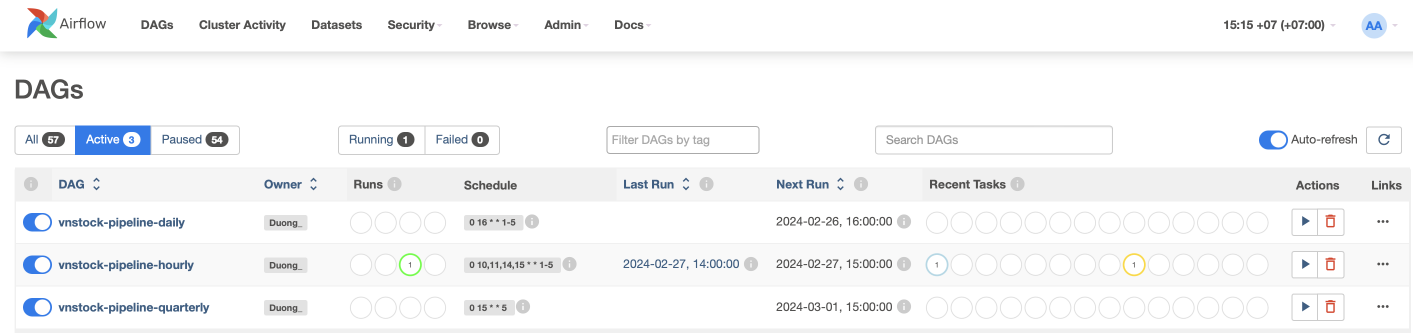 Airflow DAGs Cluster Activity Datasets Security Browse Admin Docs 15:15 +07 (+07:00) AA
DAGs
All 57 Active 3 Paused 54 Running 1 Failed 0 Filter DAGs by tag Search DAGs Auto-refresh
DAG Owner Runs Schedule Last Run Next Run Recent Tasks Actions Links
vnstock-pipeline-daily Duong_ 0 16 * * 1-5 2024-02-26, 16:00:00
vnstock-pipeline-hourly Duong_ 1 0 10,11,14,15 * * 1-5 2024-02-27, 14:00:00 2024-02-27, 15:00:00 1 1
vnstock-pipeline-quarterly Duong_ 0 15 * * 5 2024-03-01, 15:00:00